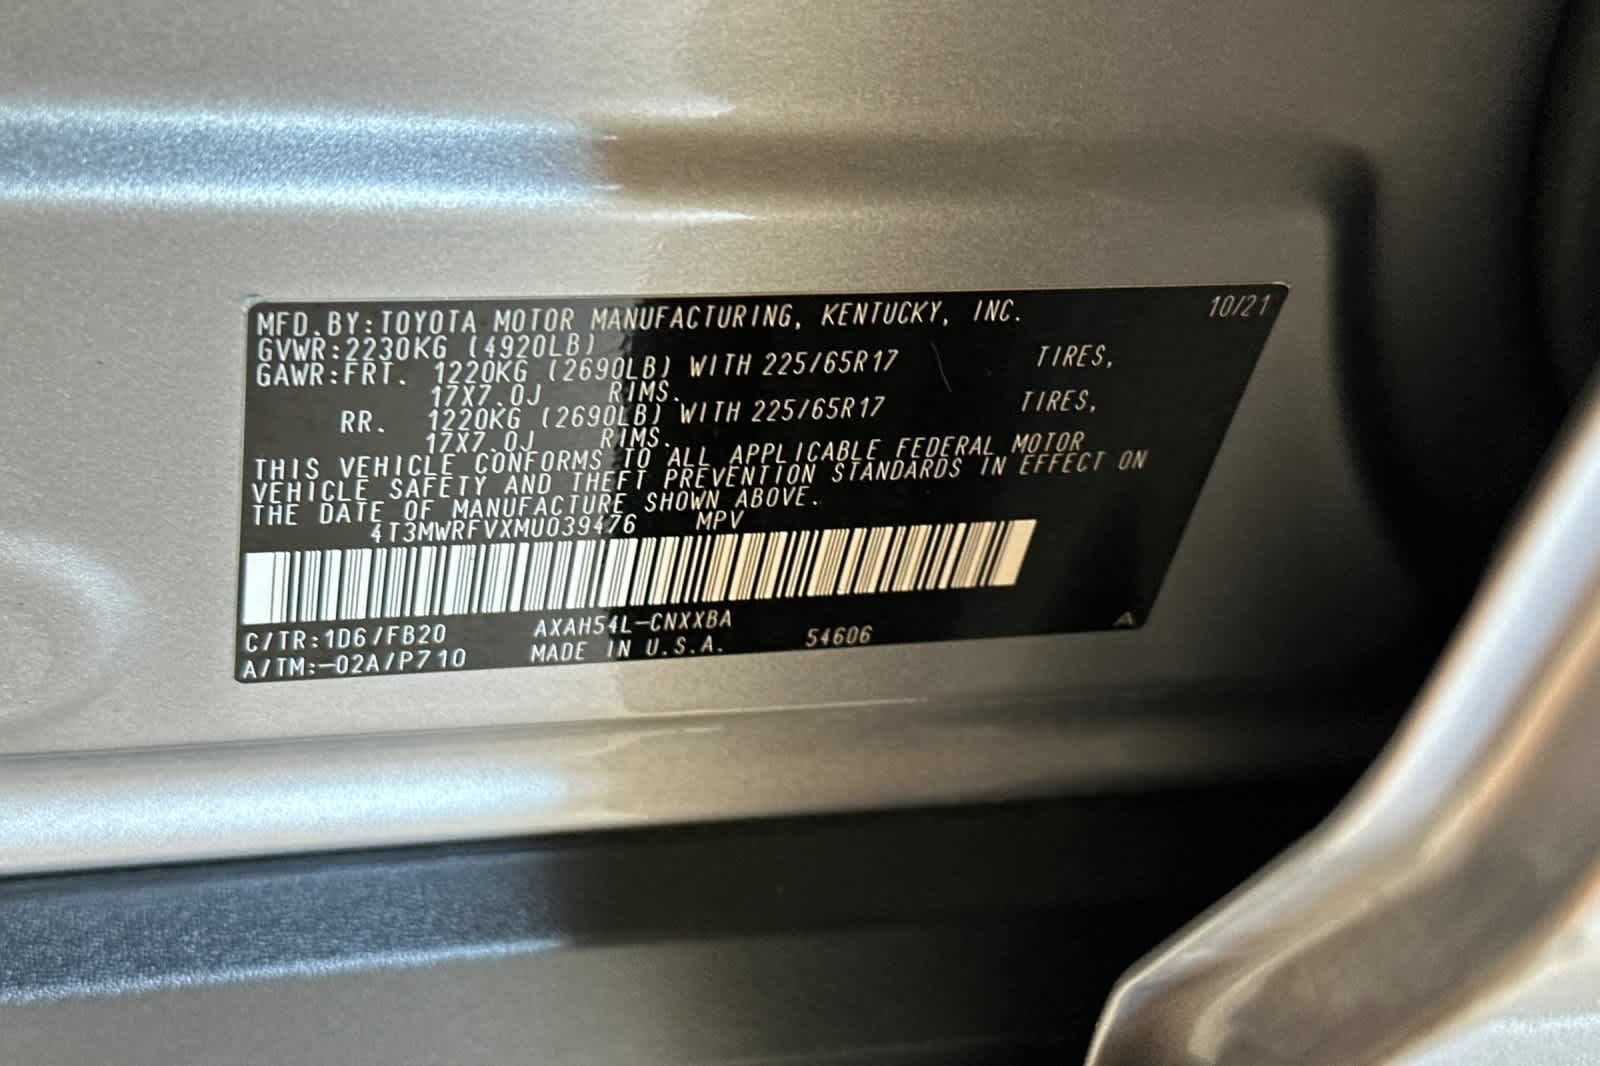 MFD. BY: TOYOTA MOTOR MANUFACTURING, KENTUCKY, INC. 10/21
GVWR: 2230KG (4920LB)
GAWR: FRT. 1220KG (2690LB) WITH 225/65R17 TIRES,
17X7.0J RIMS.
RR. 1220KG (2690LB) WITH 225/65R17 TIRES,
17X7.0J RIMS.
THIS VEHICLE CONFORMS TO ALL APPLICABLE FEDERAL MOTOR
VEHICLE SAFETY AND THEFT PREVENTION STANDARDS IN EFFECT ON
THE DATE OF MANUFACTURE SHOWN ABOVE.
4T3MWRFVXMU039476 MPV
C/TR: 1D6/FB20 AXAH54L-CNXXBA
A/TM: -02A/P710 MADE IN U.S.A. 54606 A